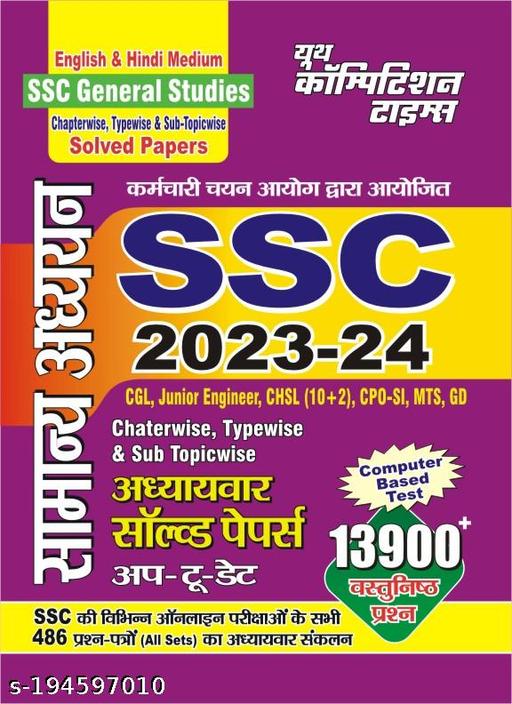 English & Hindi Medium
SSC General Studies
Chapterwise, Typewise & Sub-Topicwise
Solved Papers
यूथ
कॉम्पिटिशन
टाइम्स
कर्मचारी चयन आयोग द्वारा आयोजित
सामान्य अध्ययन
SSC
2023-24
CGL, Junior Engineer, CHSL (10+2), CPO-SI, MTS, GD
Chaterwise, Typewise
& Sub Topicwise
अध्यायवार
सॉल्व्ड पेपर्स
अप-टू-डेट
Computer
Based
Test
13900+
वस्तुनिष्ठ
प्रश्न
SSC की विभिन्न ऑनलाइन परीक्षाओं के सभी
486 प्रश्न-पत्रों (All Sets) का अध्यायवार संकलन
s-194597010